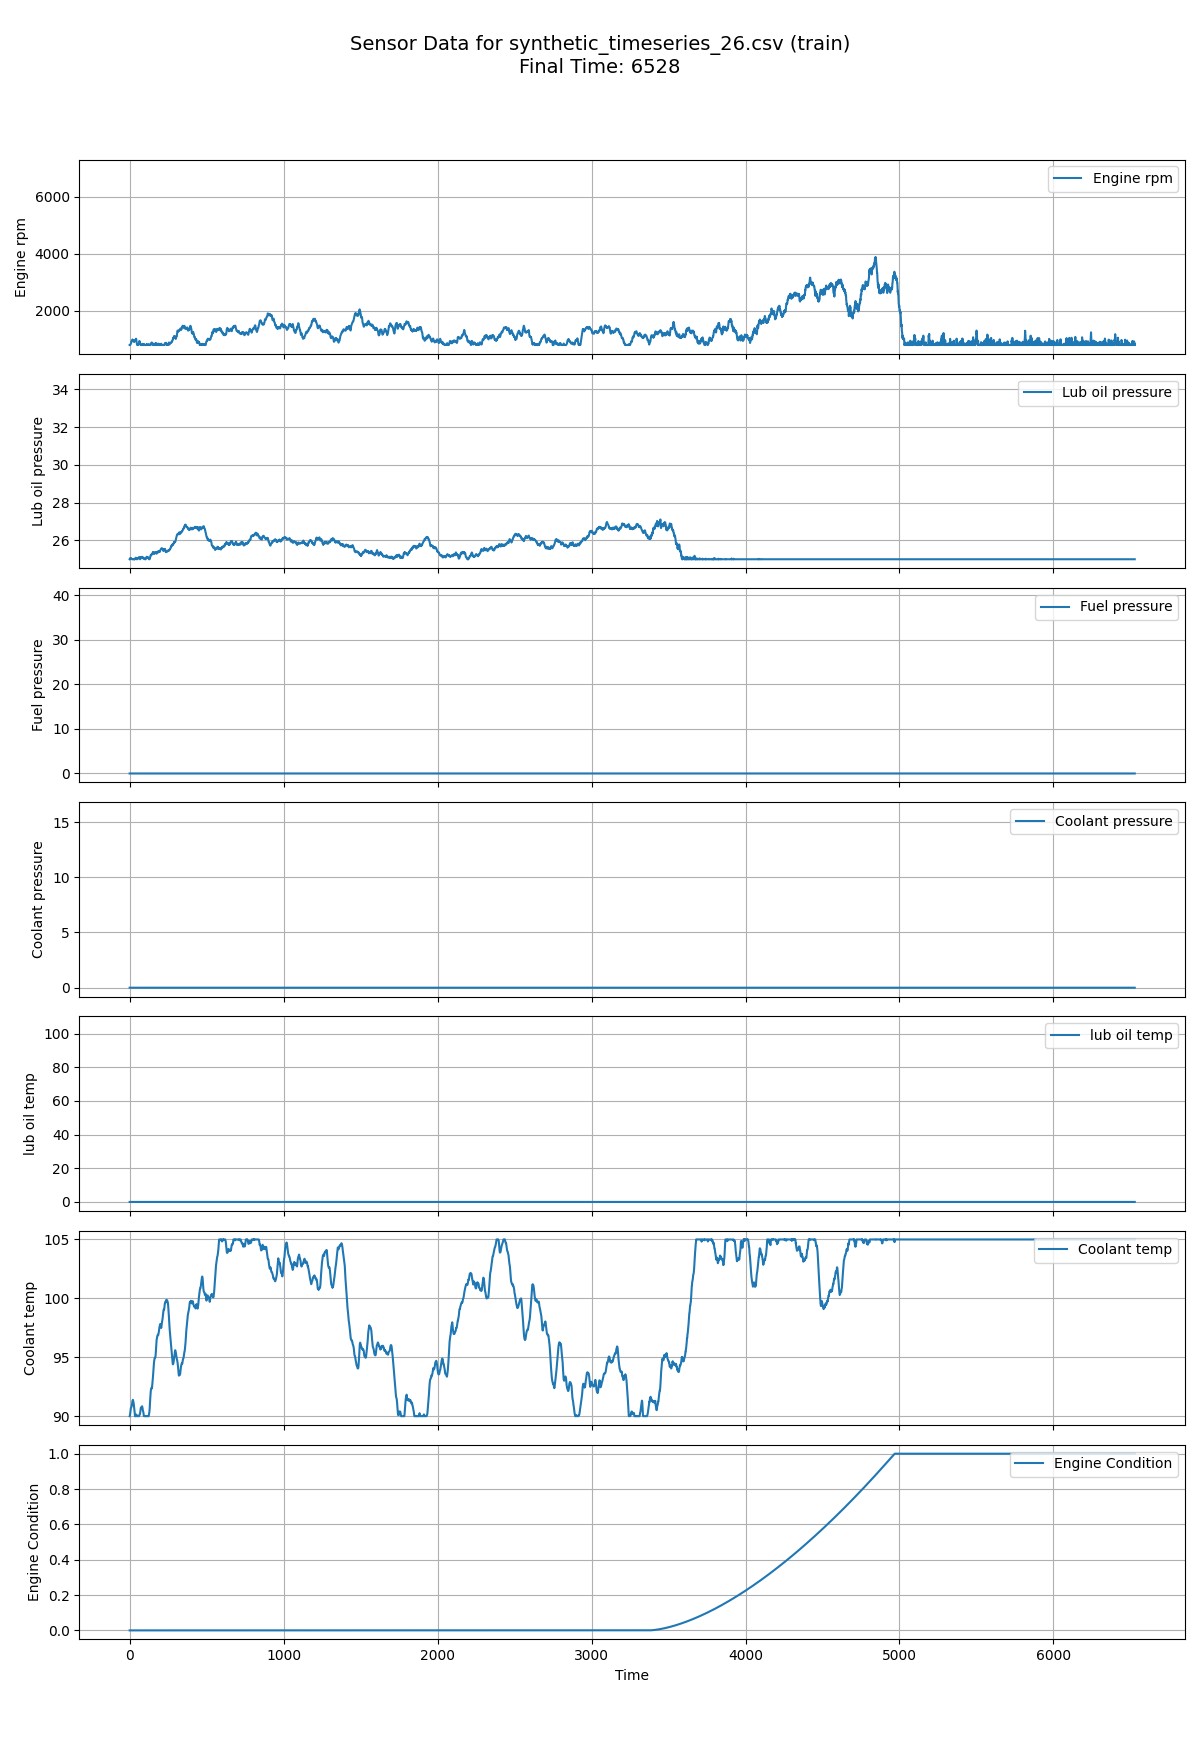 Sensor Data for synthetic_timeseries_26.csv (train)
Final Time: 6528
Engine rpm
6000
4000
2000
Engine rpm
Lub oil pressure
34
32
30
28
26
Lub oil pressure
Fuel pressure
40
30
20
10
0
Fuel pressure
Coolant pressure
15
10
5
0
Coolant pressure
lub oil temp
100
80
60
40
20
0
lub oil temp
Coolant temp
105
100
95
90
Coolant temp
Engine Condition
1.0
0.8
0.6
0.4
0.2
0.0
Engine Condition
0 1000 2000 3000 4000 5000 6000
Time